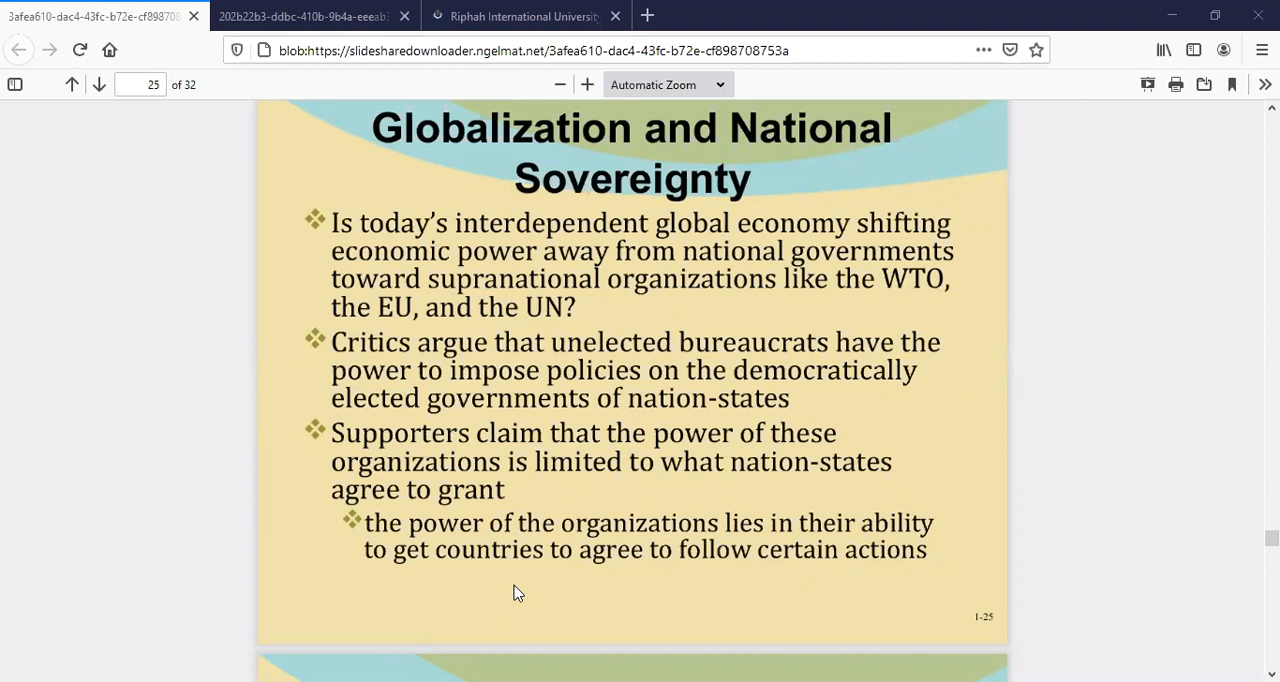 3afea610-dac4-43fc-b72e-cf898708
202b22b3-ddbc-410b-9b4a-eeeab
Riphah International University
blob:https://slidesharedownloader.ngelmat.net/3afea610-dac4-43fc-b72e-cf898708753a
25 of 32
Automatic Zoom
Globalization and National
Sovereignty
Is today’s interdependent global economy shifting
economic power away from national governments
toward supranational organizations like the WTO,
the EU, and the UN?
Critics argue that unelected bureaucrats have the
power to impose policies on the democratically
elected governments of nation-states
Supporters claim that the power of these
organizations is limited to what nation-states
agree to grant
the power of the organizations lies in their ability
to get countries to agree to follow certain actions
1-25